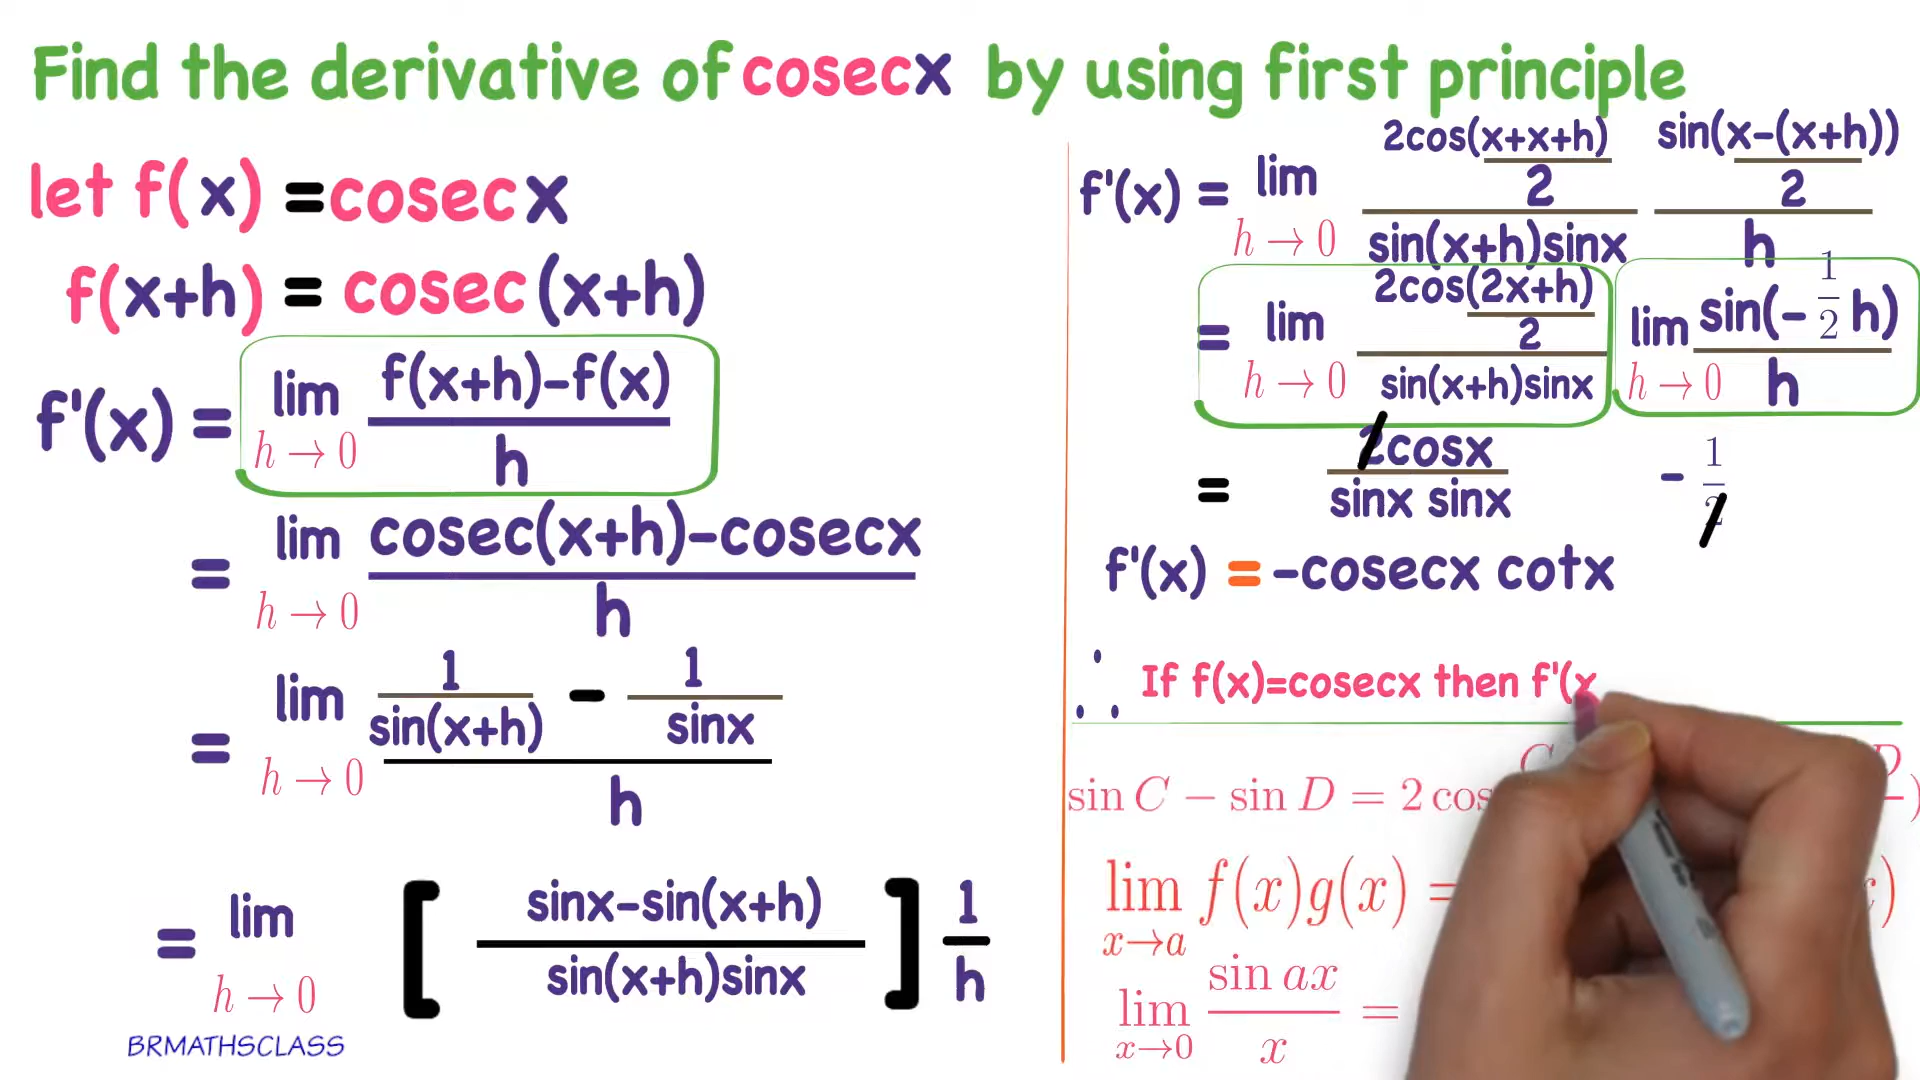 Find the derivative of cosecx by using first principle
let f(x) = cosec x
f(x+h) = cosec (x+h)
f'(x) = lim h→0 f(x+h)-f(x) / h
= lim h→0 cosec(x+h)-cosecx / h
= lim h→0 1/sin(x+h) - 1/sinx / h
= lim h→0 [ sinx-sin(x+h) / sin(x+h)sinx ] 1/h
BRMATHSCLASS
f'(x) = lim h→0 2cos(x+x+h)/2 / sin(x+h)sinx sin(x-(x+h))/2 / h
= lim h→0 2cos(2x+h)/2 / sin(x+h)sinx lim h→0 sin(- 1/2 h) / h
= 2cosx / sinx sinx - 1/2
f'(x) = -cosecx cotx
∴ If f(x)=cosecx then f'(x
sin C − sin D = 2 cos
lim x→a f(x)g(x) =
lim x→0 sin ax / x =